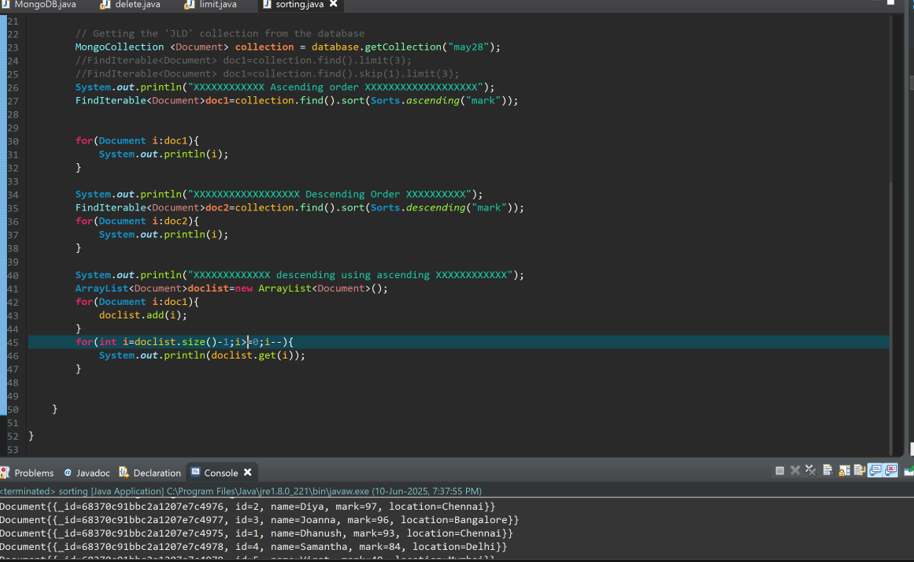 MongoDB.java delete.java limit.java sorting.java
21
22 // Getting the 'JLD' collection from the database
23 MongoCollection <Document> collection = database.getCollection("may28");
24 //FindIterable<Document> doc1=collection.find().limit(3);
25 //FindIterable<Document> doc1=collection.find().skip(1).limit(3);
26 System.out.println("XXXXXXXXXXXX Ascending order XXXXXXXXXXXXXXXXXXX");
27 FindIterable<Document>doc1=collection.find().sort(Sorts.ascending("mark"));
28
29
30 for(Document i:doc1){
31 System.out.println(i);
32 }
33
34 System.out.println("XXXXXXXXXXXXXXXXXX Descending Order XXXXXXXXXX");
35 FindIterable<Document>doc2=collection.find().sort(Sorts.descending("mark"));
36 for(Document i:doc2){
37 System.out.println(i);
38 }
39
40 System.out.println("XXXXXXXXXXXXX descending using ascending XXXXXXXXXXXX");
41 ArrayList<Document>doclist=new ArrayList<Document>();
42 for(Document i:doc1){
43 doclist.add(i);
44 }
45 for(int i=doclist.size()-1;i>=0;i--){
46 System.out.println(doclist.get(i));
47 }
48
49
50 }
51
52 }
53
Problems Javadoc Declaration Console
<terminated> sorting [Java Application] C:\Program Files\Java\jre1.8.0_221\bin\javaw.exe (10-Jun-2025, 7:37:55 PM)
Document{{_id=68370c91bbc2a1207e7c4976, id=2, name=Diya, mark=97, location=Chennai}}
Document{{_id=68370c91bbc2a1207e7c4977, id=3, name=Joanna, mark=96, location=Bangalore}}
Document{{_id=68370c91bbc2a1207e7c4975, id=1, name=Dhanush, mark=93, location=Chennai}}
Document{{_id=68370c91bbc2a1207e7c4978, id=4, name=Samantha, mark=84, location=Delhi}}